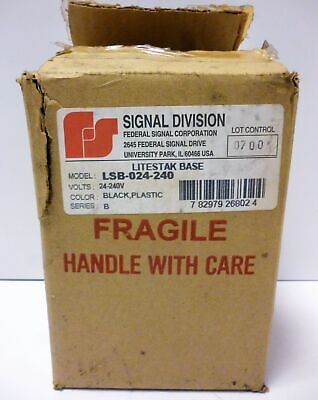 SIGNAL DIVISION
FEDERAL SIGNAL CORPORATION
2645 FEDERAL SIGNAL DRIVE
UNIVERSITY PARK, IL 60466 USA
LOT CONTROL
LITESTAK BASE
MODEL: LSB-024-240
VOLTS: 24-240V
COLOR: BLACK,PLASTIC
SERIES: B
7 82979 26802 4
FRAGILE
HANDLE WITH CARE